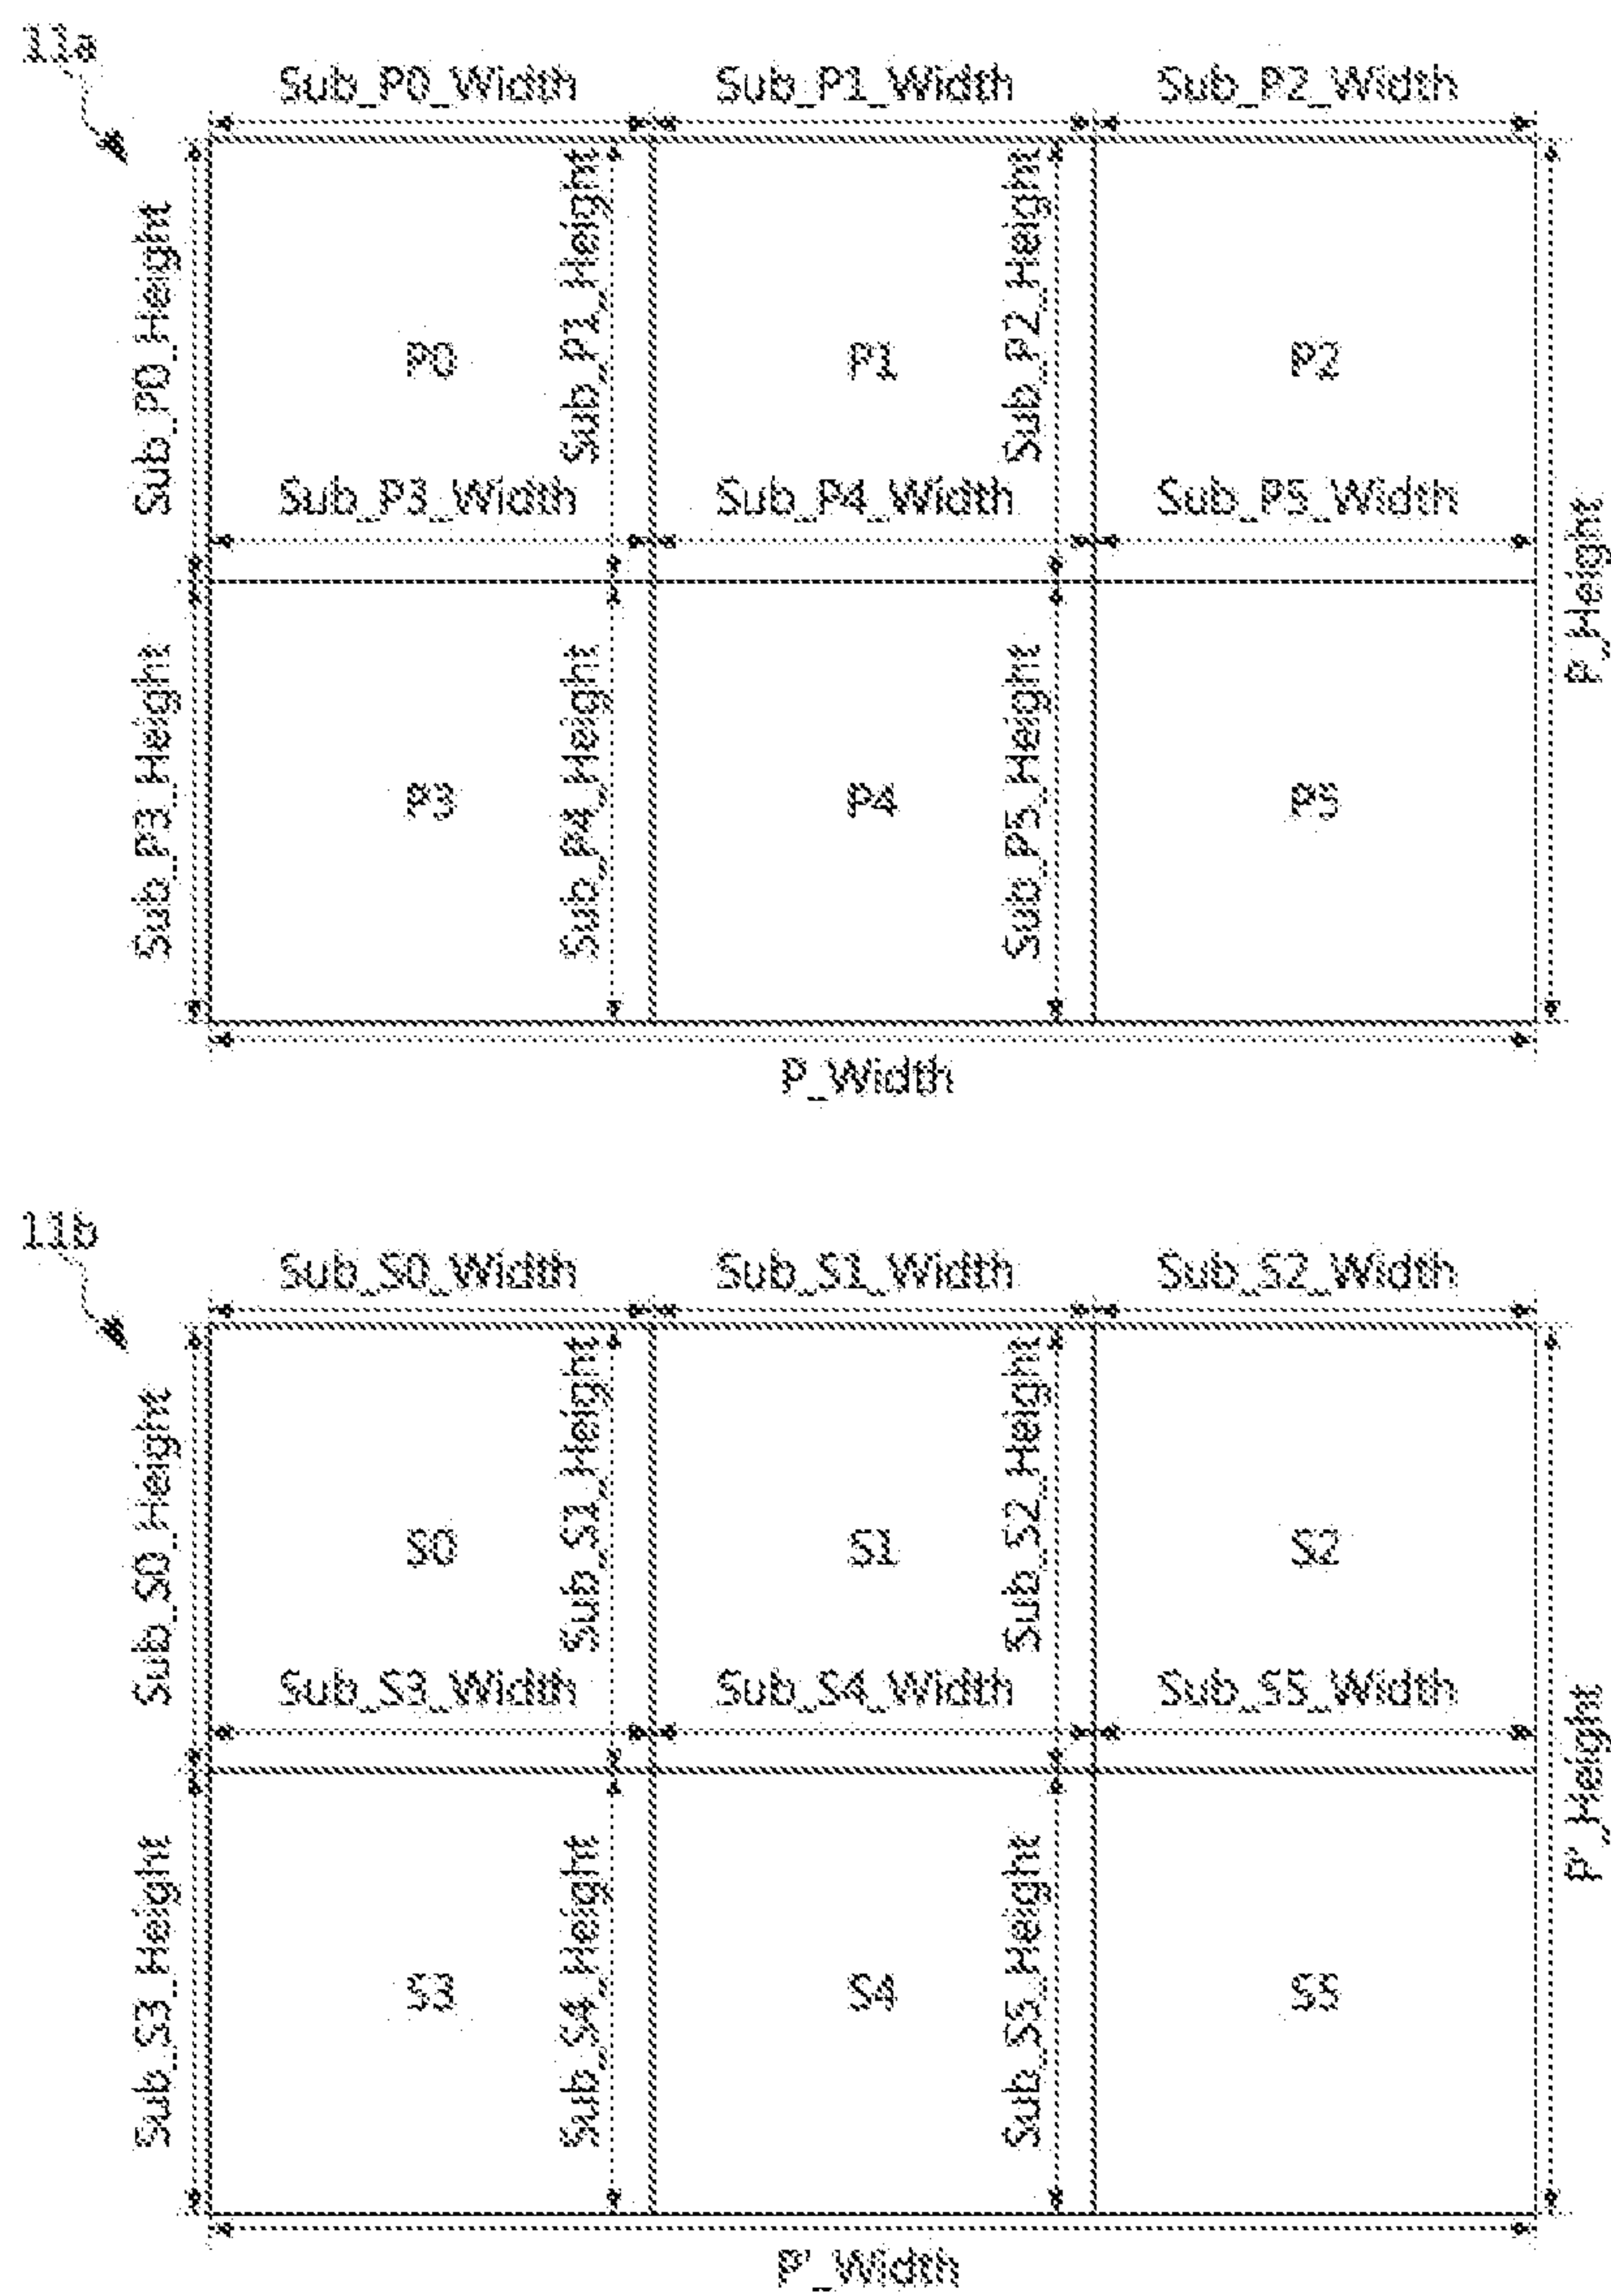 11a
Sub_P0_Width Sub_P1_Width Sub_P2_Width
Sub_P0_Height
Sub_P1_Height
Sub_P2_Height
P0 P1 P2
Sub_P3_Width Sub_P4_Width Sub_P5_Width
P_Height
Sub_P3_Height
Sub_P4_Height
Sub_P5_Height
P3 P4 P5
P_Width
11b
Sub_S0_Width Sub_S1_Width Sub_S2_Width
Sub_S0_Height
Sub_S1_Height
Sub_S2_Height
S0 S1 S2
Sub_S3_Width Sub_S4_Width Sub_S5_Width
P'_Height
Sub_S3_Height
Sub_S4_Height
Sub_S5_Height
S3 S4 S5
P'_Width